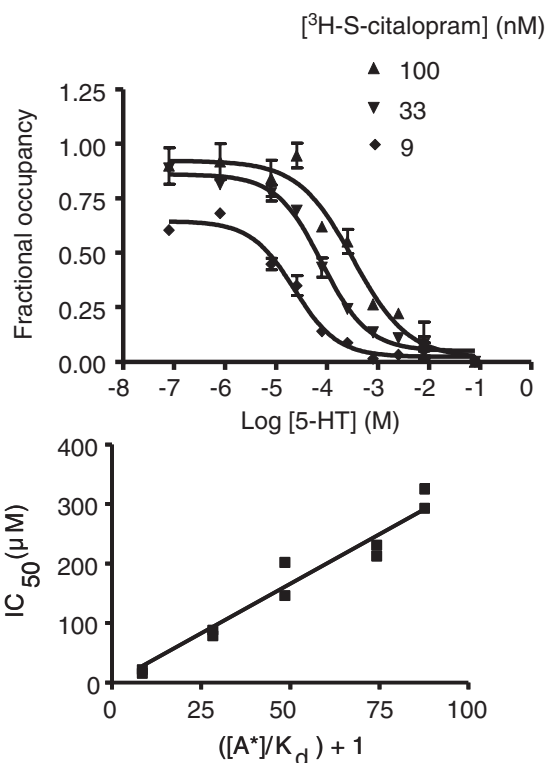 [³H-S-citalopram] (nM)
100
33
9
Fractional occupancy
1.25
1.00
0.75
0.50
0.25
0.00
-8 -7 -6 -5 -4 -3 -2 -1 0
Log [5-HT] (M)
IC50(µM)
400
300
200
100
0
0 25 50 75 100
([A*]/Kd) + 1